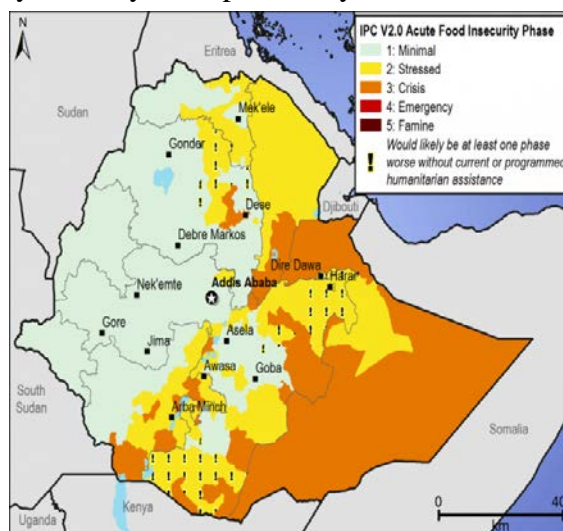 IPC V2.0 Acute Food Insecurity Phase
1: Minimal
2: Stressed
3: Crisis
4: Emergency
5: Famine
! Would likely be at least one phase
worse without current or programmed
humanitarian assistance
N
Eritrea
Sudan
Mek'ele
Gonder
Dese
Djibouti
Debre Markos
Dire Dawa
Harar
Nek'emte
Addis Ababa
Gore
Jima
Asela
Awasa
Goba
South
Sudan
Arba Minch
Somalia
Uganda
Kenya
0
40
km